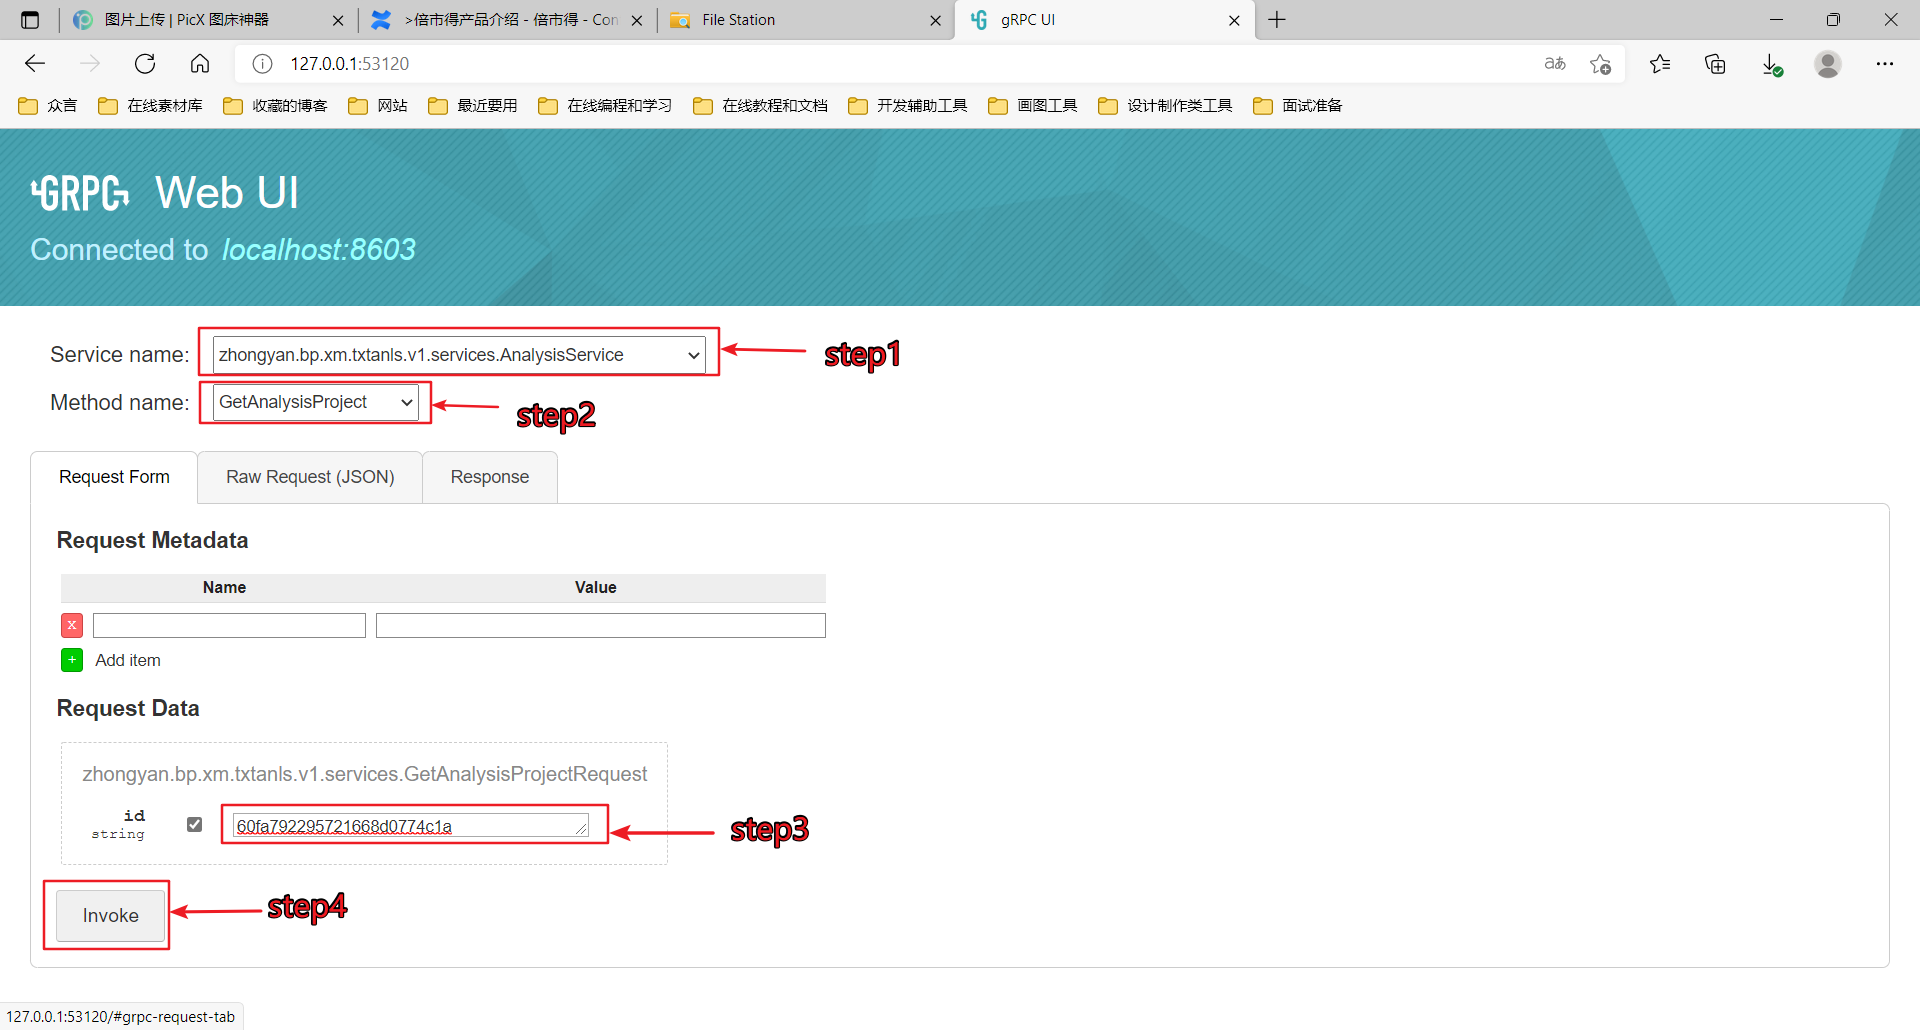 图片上传 | PicX 图床神器
>倍市得产品介绍 - 倍市得 - Con
File Station
gRPC UI
127.0.0.1:53120
aあ
众言
在线素材库
收藏的博客
网站
最近要用
在线编程和学习
在线教程和文档
开发辅助工具
画图工具
设计制作类工具
面试准备
GRPC Web UI
Connected to localhost:8603
Service name: zhongyan.bp.xm.txtanls.v1.services.AnalysisService step1
Method name: GetAnalysisProject step2
Request Form Raw Request (JSON) Response
Request Metadata
Name Value
X
+ Add item
Request Data
zhongyan.bp.xm.txtanls.v1.services.GetAnalysisProjectRequest
id
string
60fa792295721668d0774c1a step3
Invoke step4
127.0.0.1:53120/#grpc-request-tab